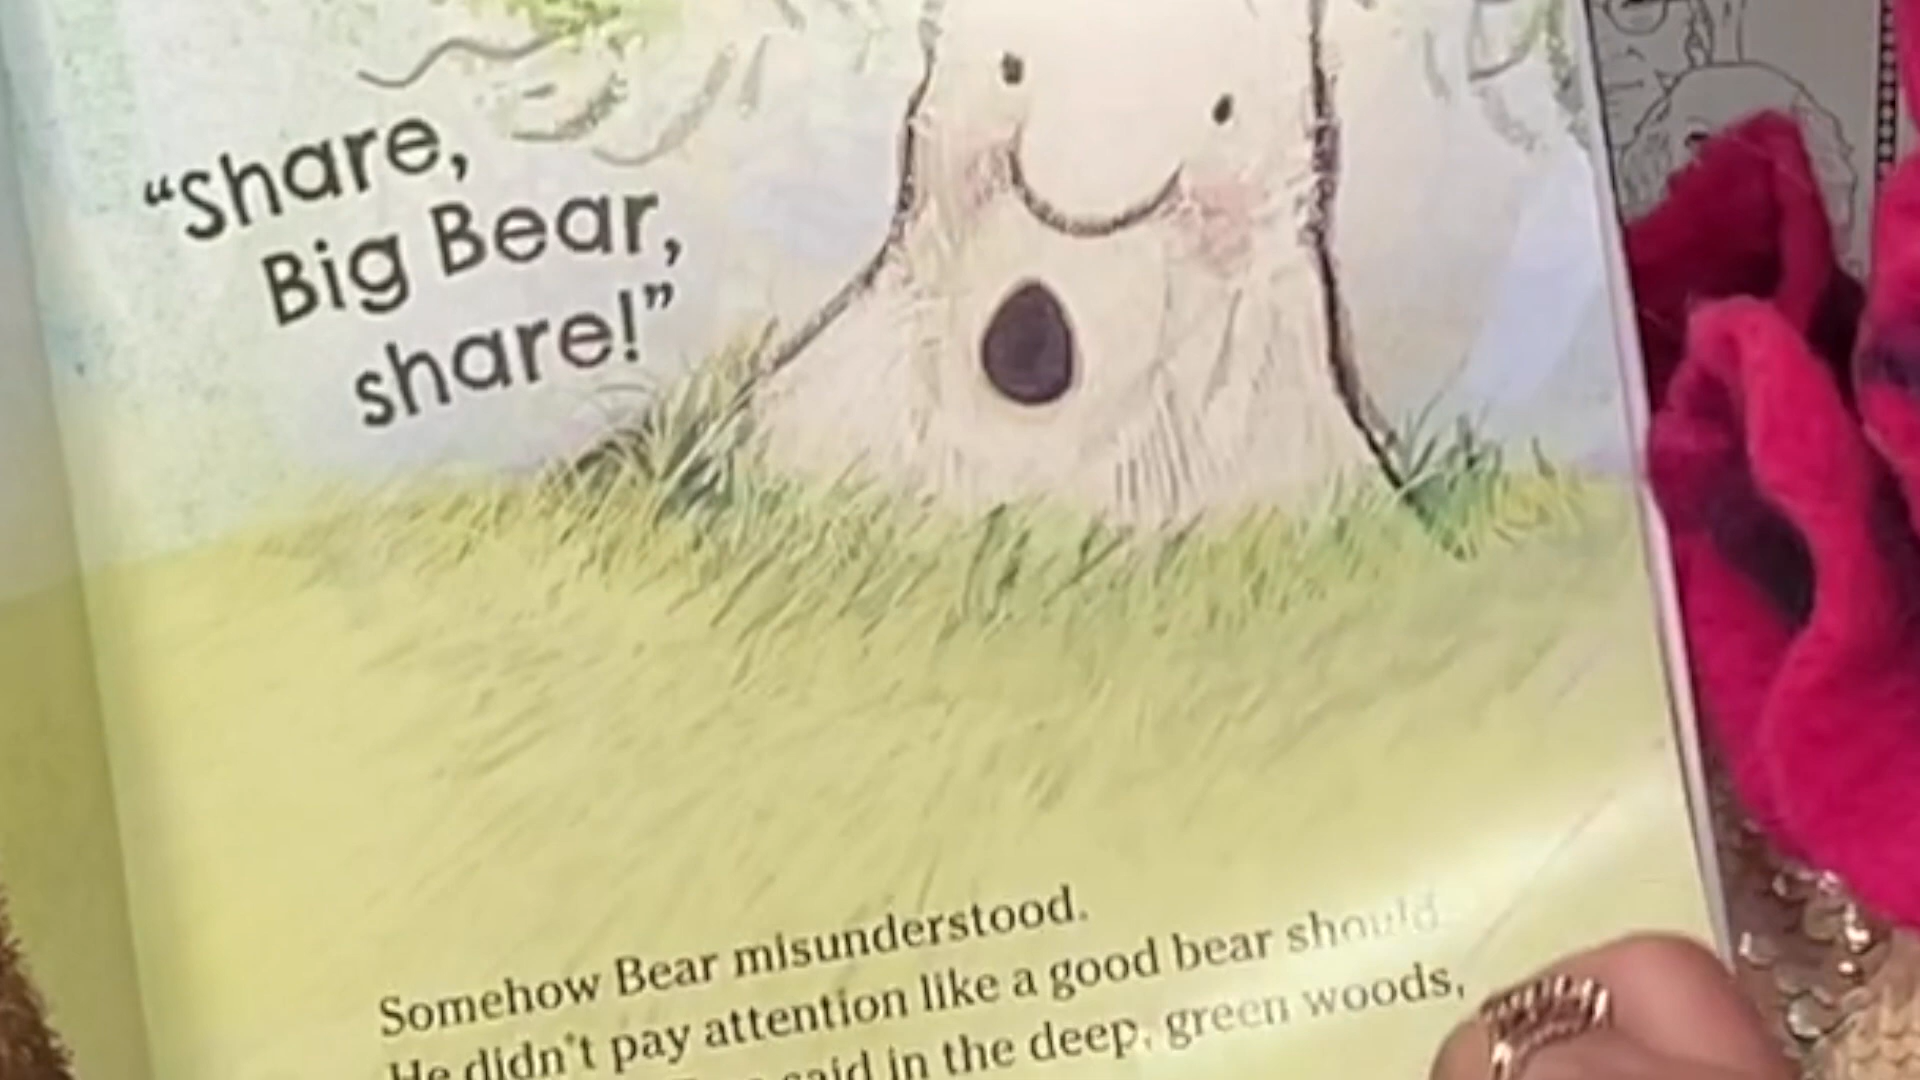 “Share,
Big Bear,
share!”
Somehow Bear misunderstood.
He didn't pay attention like a good bear should
said in the deep, green woods,